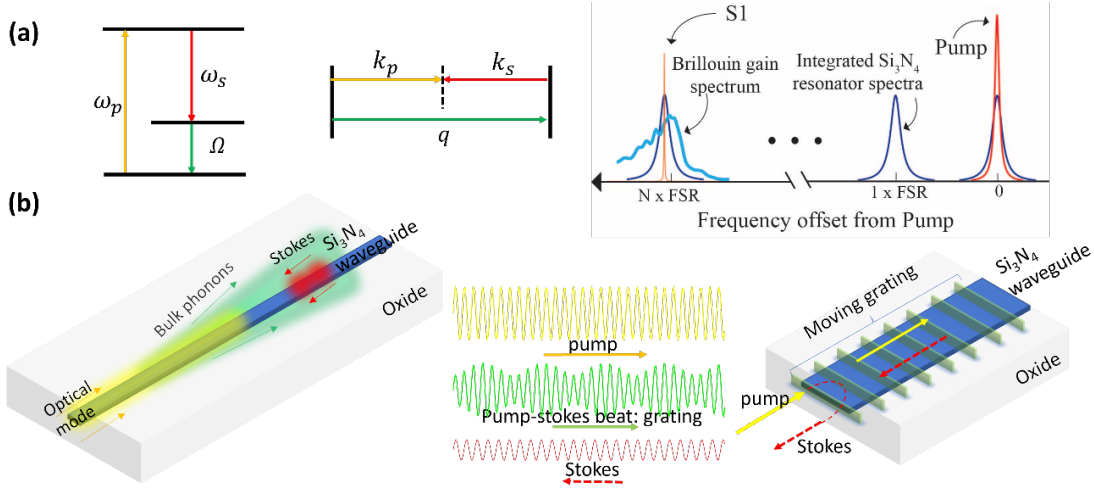 (a)
ω_p
ω_s
Ω
k_p
k_s
q
S1
Brillouin gain
spectrum
Integrated Si₃N₄
resonator spectra
Pump
N x FSR
1 x FSR
0
Frequency offset from Pump
(b)
Optical
mode
Bulk phonons
Stokes
Si₃N₄
waveguide
Oxide
pump
Pump-stokes beat: grating
Stokes
Moving grating
Si₃N₄
waveguide
Oxide
pump
Stokes